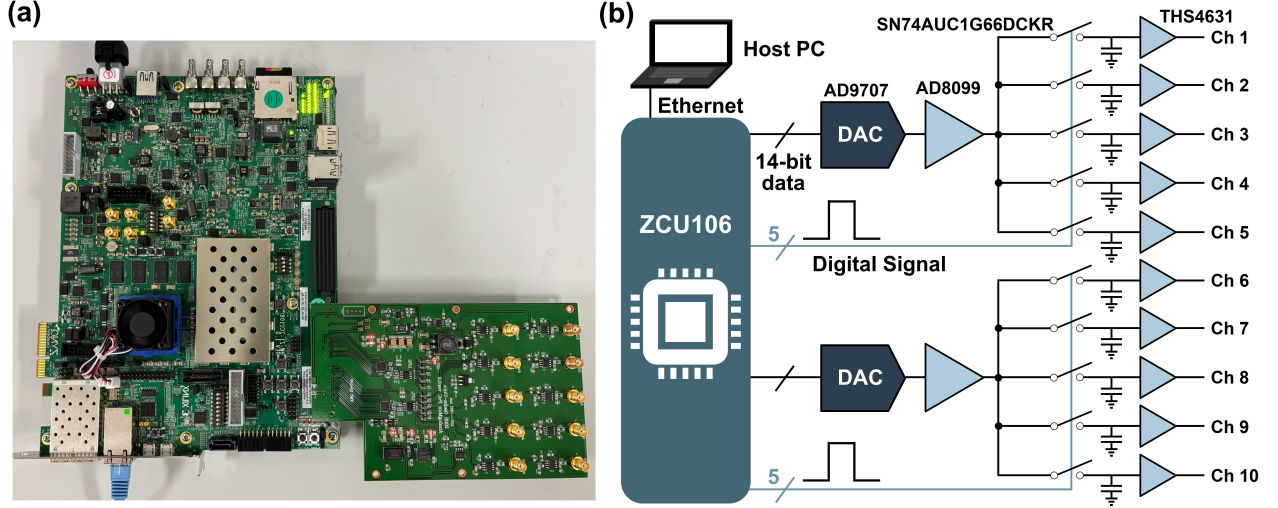 (a)
(b)
Host PC
Ethernet
ZCU106
14-bit
data
AD9707
DAC
AD8099
SN74AUC1G66DCKR
THS4631
Ch 1
Ch 2
Ch 3
Ch 4
Ch 5
5
Digital Signal
Ch 6
Ch 7
DAC
Ch 8
Ch 9
5
Ch 10